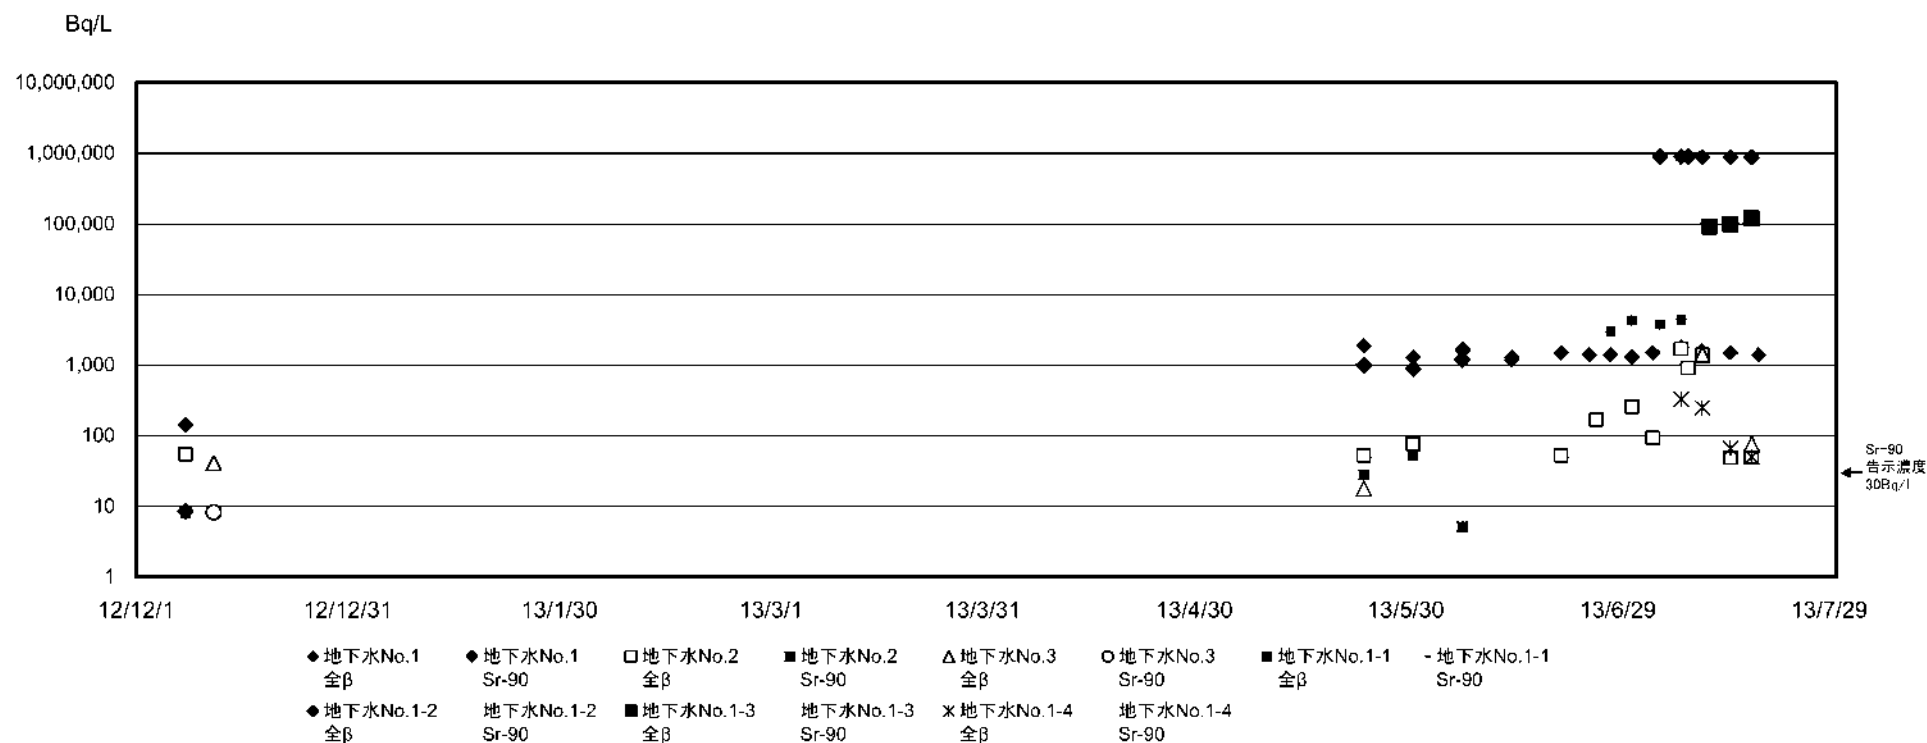 Bq/L
10,000,000
1,000,000
100,000
10,000
1,000
100
10
1
Sr-90
告示濃度
30Bq/l
12/12/1 12/12/31 13/1/30 13/3/1 13/3/31 13/4/30 13/5/30 13/6/29 13/7/29
地下水No.1 地下水No.1 地下水No.2 地下水No.2 地下水No.3 地下水No.3 地下水No.1-1 地下水No.1-1
全β Sr-90 全β Sr-90 全β Sr-90 全β Sr-90
地下水No.1-2 地下水No.1-2 地下水No.1-3 地下水No.1-3 地下水No.1-4 地下水No.1-4
全β Sr-90 全β Sr-90 全β Sr-90